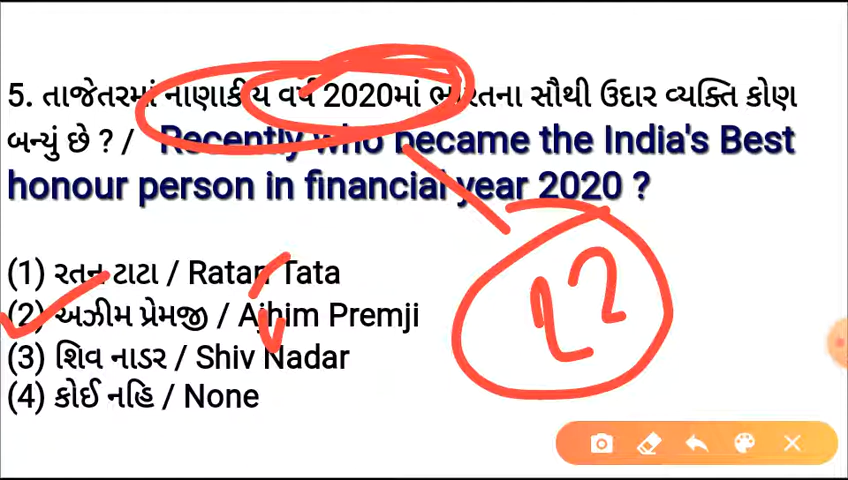 5. તાજેતરમાં નાણાકીય વર્ષ 2020માં ભારતના સૌથી ઉદાર વ્યક્તિ કોણ
બન્યું છે ? / Recently who became the India's Best
honour person in financial year 2020 ?
(1) રતન ટાટા / Ratan Tata
(2) અઝીમ પ્રેમજી / Ajhim Premji
(3) શિવ નાડર / Shiv Nadar
(4) કોઈ નહિ / None